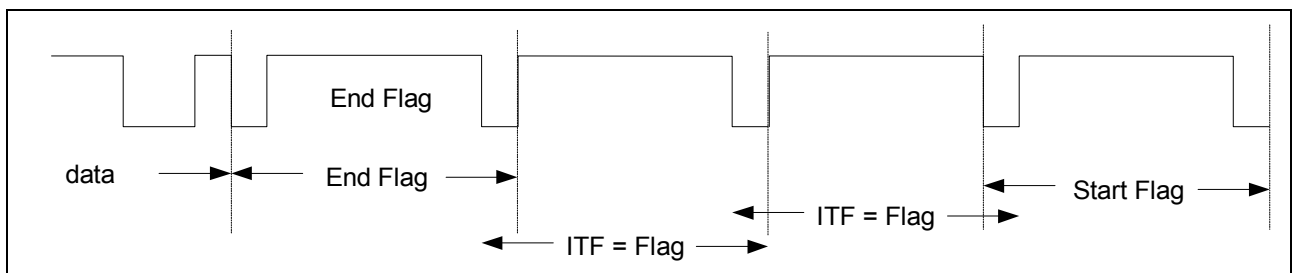 End Flag
data
End Flag
Start Flag
ITF = Flag
ITF = Flag